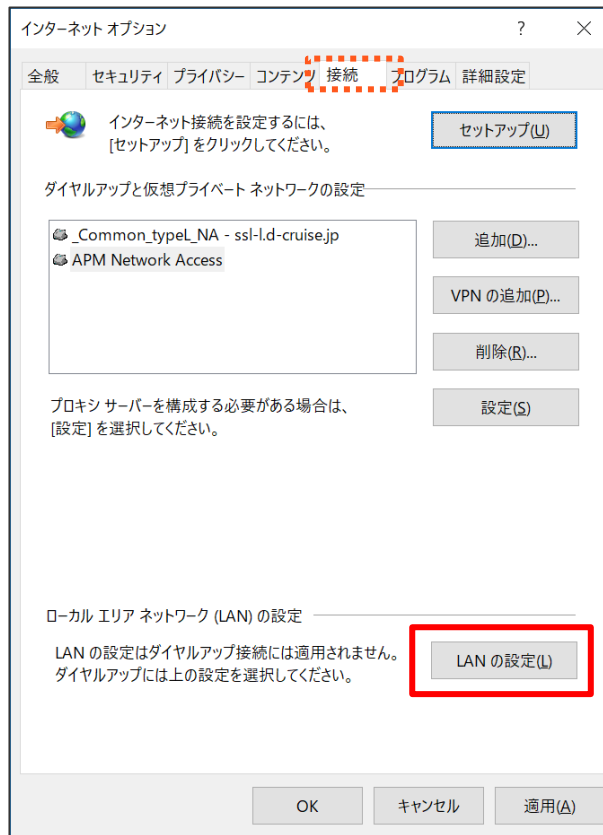 インターネット オプション ?
全般 セキュリティ プライバシー コンテンツ 接続 プログラム 詳細設定
インターネット接続を設定するには、
[セットアップ] をクリックしてください。
セットアップ(U)
ダイヤルアップと仮想プライベート ネットワークの設定
_Common_typeL_NA - ssl-l.d-cruise.jp
APM Network Access
追加(D)...
VPN の追加(P)...
削除(R)...
プロキシ サーバーを構成する必要がある場合は、
[設定] を選択してください。
設定(S)
ローカル エリア ネットワーク (LAN) の設定
LAN の設定はダイヤルアップ接続には適用されません。
ダイヤルアップには上の設定を選択してください。
LAN の設定(L)
OK キャンセル 適用(A)